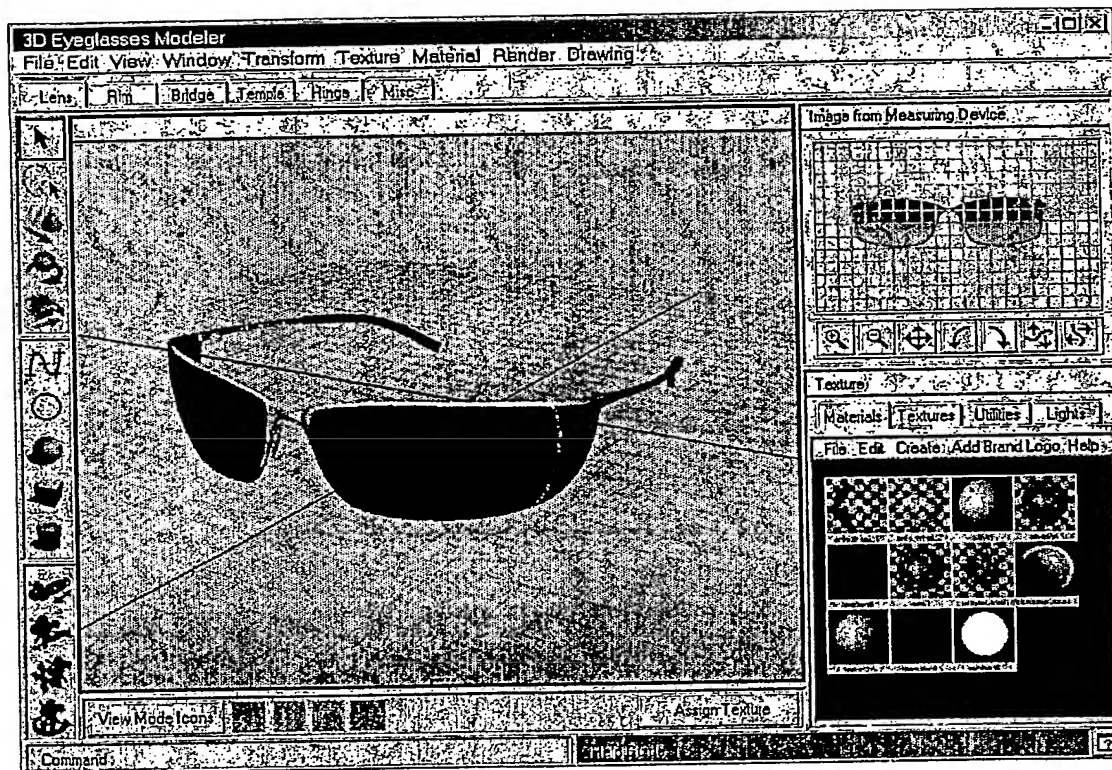 3D Eyeglasses Modeler
File Edit View Window Transform Texture Material Render Drawing
Lens Rim Bridge Temple Hinge Misc
Image from Measuring Device
Texture
Materials Textures Utilities Lights
File Edit Create Add Brand Logo Help
View Mode Icons
Assign Texture
Command